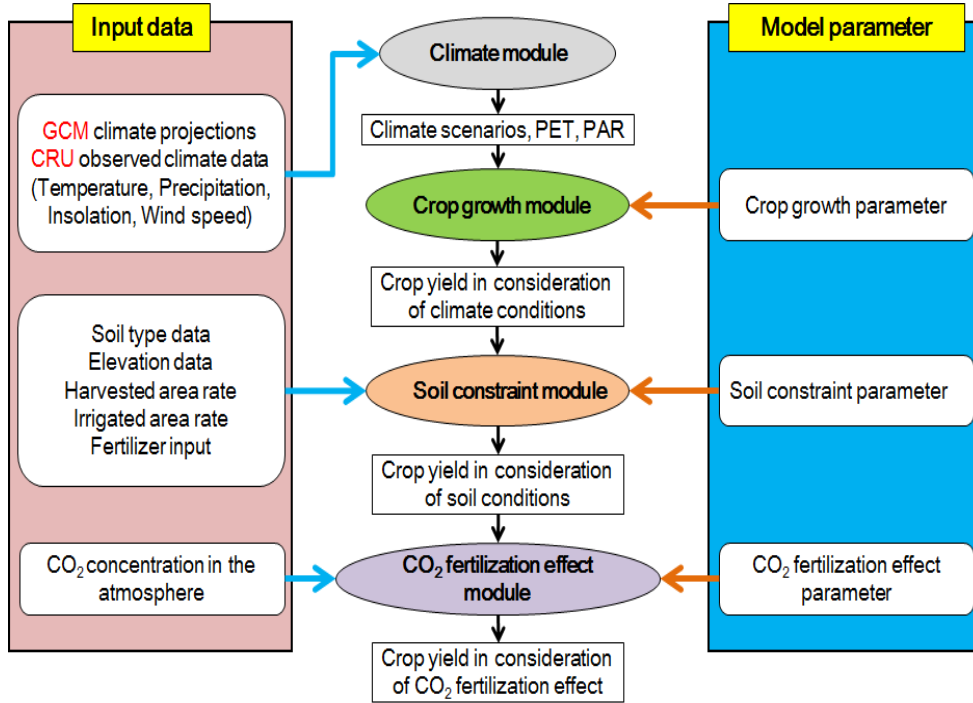 Input data
GCM climate projections
CRU observed climate data
(Temperature, Precipitation,
Insolation, Wind speed)
Soil type data
Elevation data
Harvested area rate
Irrigated area rate
Fertilizer input
CO₂ concentration in the
atmosphere
Climate module
Climate scenarios, PET, PAR
Crop growth module
Crop yield in consideration
of climate conditions
Soil constraint module
Crop yield in consideration
of soil conditions
CO₂ fertilization effect
module
Crop yield in consideration
of CO₂ fertilization effect
Model parameter
Crop growth parameter
Soil constraint parameter
CO₂ fertilization effect
parameter